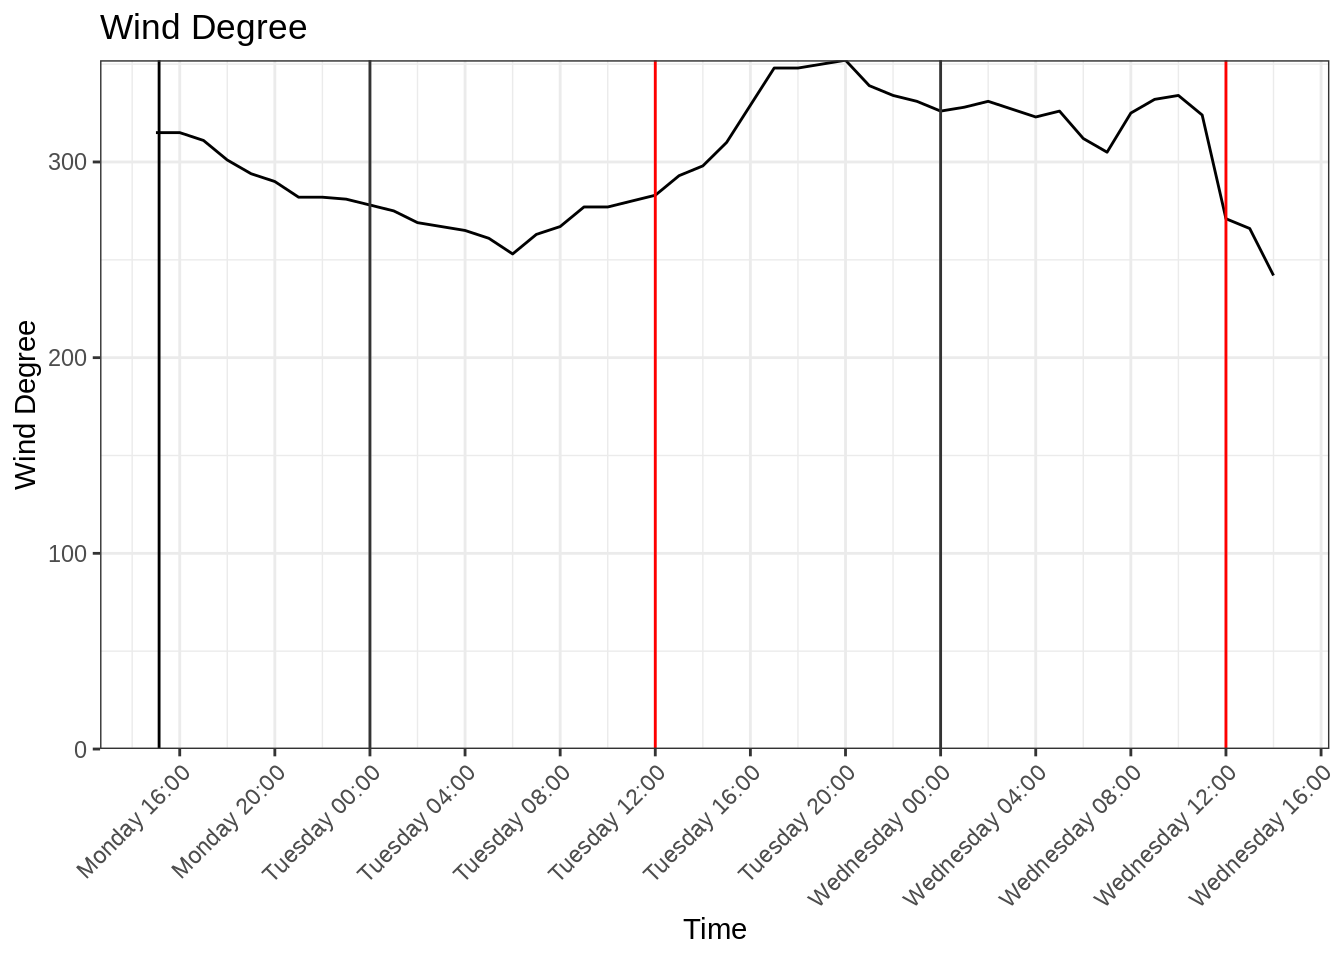 Wind Degree
Wind Degree
300
200
100
0
Monday 16:00
Monday 20:00
Tuesday 00:00
Tuesday 04:00
Tuesday 08:00
Tuesday 12:00
Tuesday 16:00
Tuesday 20:00
Wednesday 00:00
Wednesday 04:00
Wednesday 08:00
Wednesday 12:00
Wednesday 16:00
Time